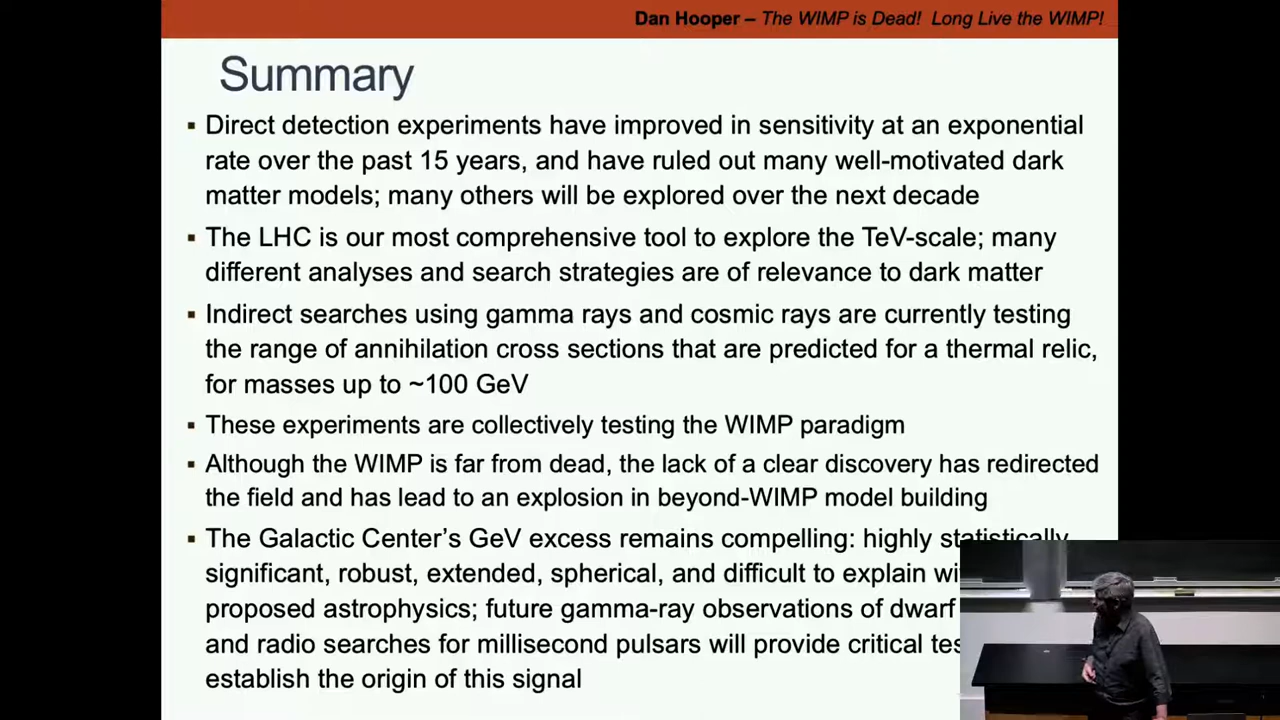 Dan Hooper – The WIMP is Dead! Long Live the WIMP!
Summary
▪ Direct detection experiments have improved in sensitivity at an exponential
rate over the past 15 years, and have ruled out many well-motivated dark
matter models; many others will be explored over the next decade
▪ The LHC is our most comprehensive tool to explore the TeV-scale; many
different analyses and search strategies are of relevance to dark matter
▪ Indirect searches using gamma rays and cosmic rays are currently testing
the range of annihilation cross sections that are predicted for a thermal relic,
for masses up to ~100 GeV
▪ These experiments are collectively testing the WIMP paradigm
▪ Although the WIMP is far from dead, the lack of a clear discovery has redirected
the field and has lead to an explosion in beyond-WIMP model building
▪ The Galactic Center's GeV excess remains compelling: highly statistically
significant, robust, extended, spherical, and difficult to explain
proposed astrophysics; future gamma-ray observations of dwarf
and radio searches for millisecond pulsars will provide critical
establish the origin of this signal